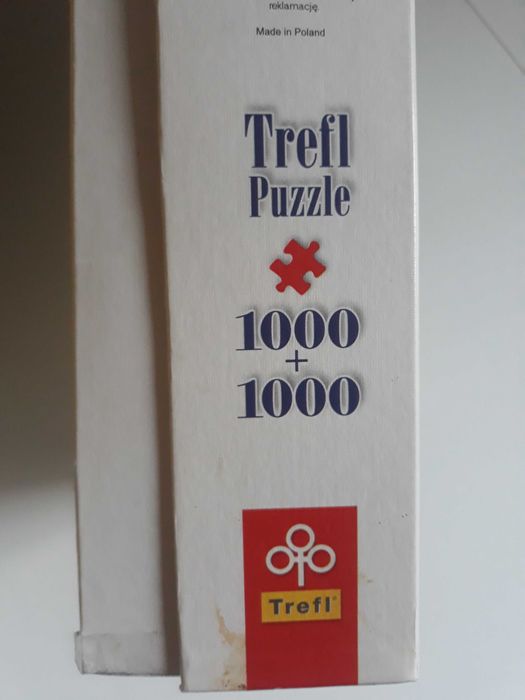 reklamację.
Made in Poland
Trefl
Puzzle
1000
+
1000
Trefl®